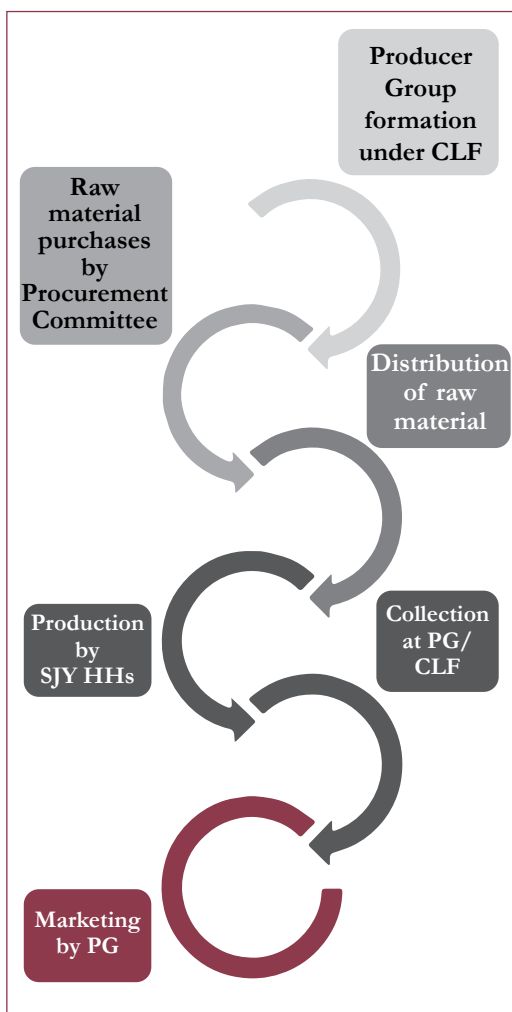 Producer
Group
formation
under CLF
Raw
material
purchases
by
Procurement
Committee
Distribution
of raw
material
Production
by
SJY HHs
Collection
at PG/
CLF
Marketing
by PG